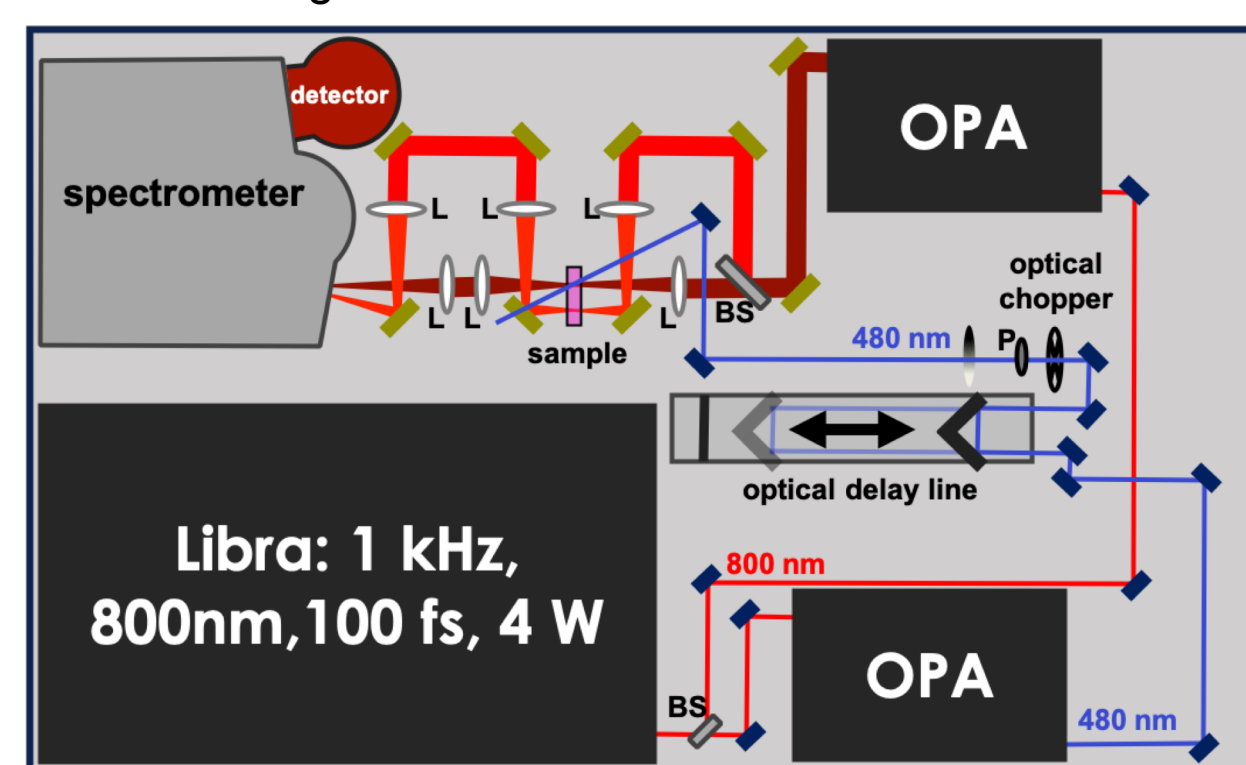 detector
OPA
spectrometer
L
L
L
optical
chopper
L
L
L
BS
480 nm
P
sample
optical delay line
Libra: 1 kHz,
800nm,100 fs, 4 W
800 nm
OPA
BS
480 nm